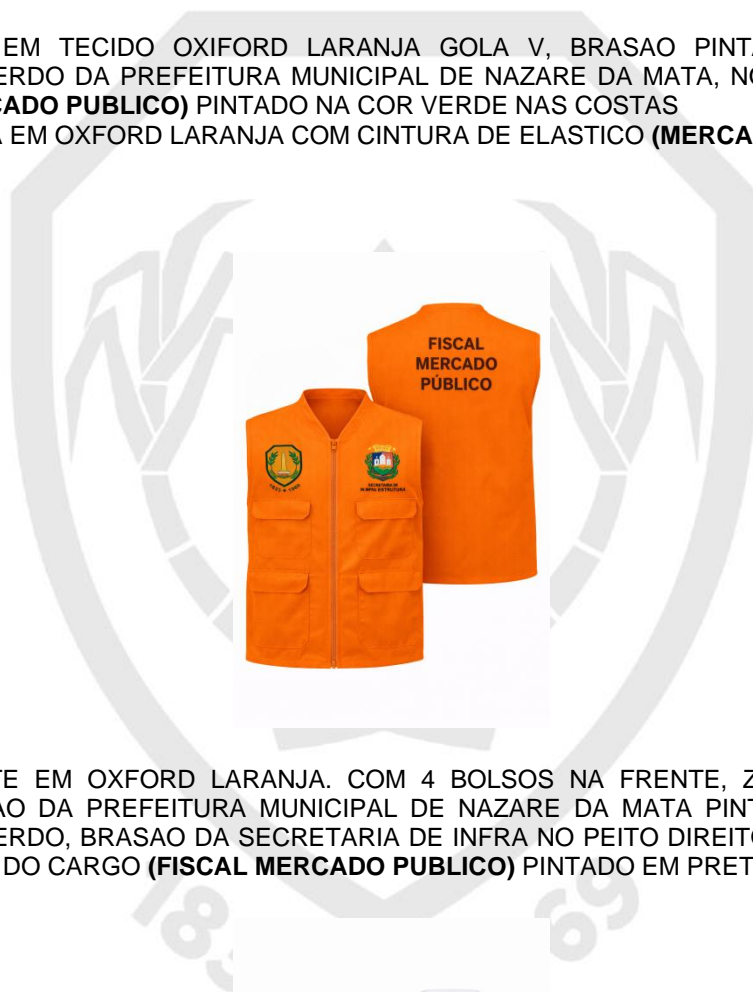 EM TECIDO OXIFORD LARANJA GOLA V, BRASAO PINTA
ERDO DA PREFEITURA MUNICIPAL DE NAZARE DA MATA, NO
CADO PUBLICO) PINTADO NA COR VERDE NAS COSTAS
A EM OXFORD LARANJA COM CINTURA DE ELASTICO (MERCA
FISCAL
MERCADO
PÚBLICO
TE EM OXFORD LARANJA. COM 4 BOLSOS NA FRENTE, Z
AO DA PREFEITURA MUNICIPAL DE NAZARE DA MATA PINT
ERDO, BRASAO DA SECRETARIA DE INFRA NO PEITO DIREITO
DO CARGO (FISCAL MERCADO PUBLICO) PINTADO EM PRET